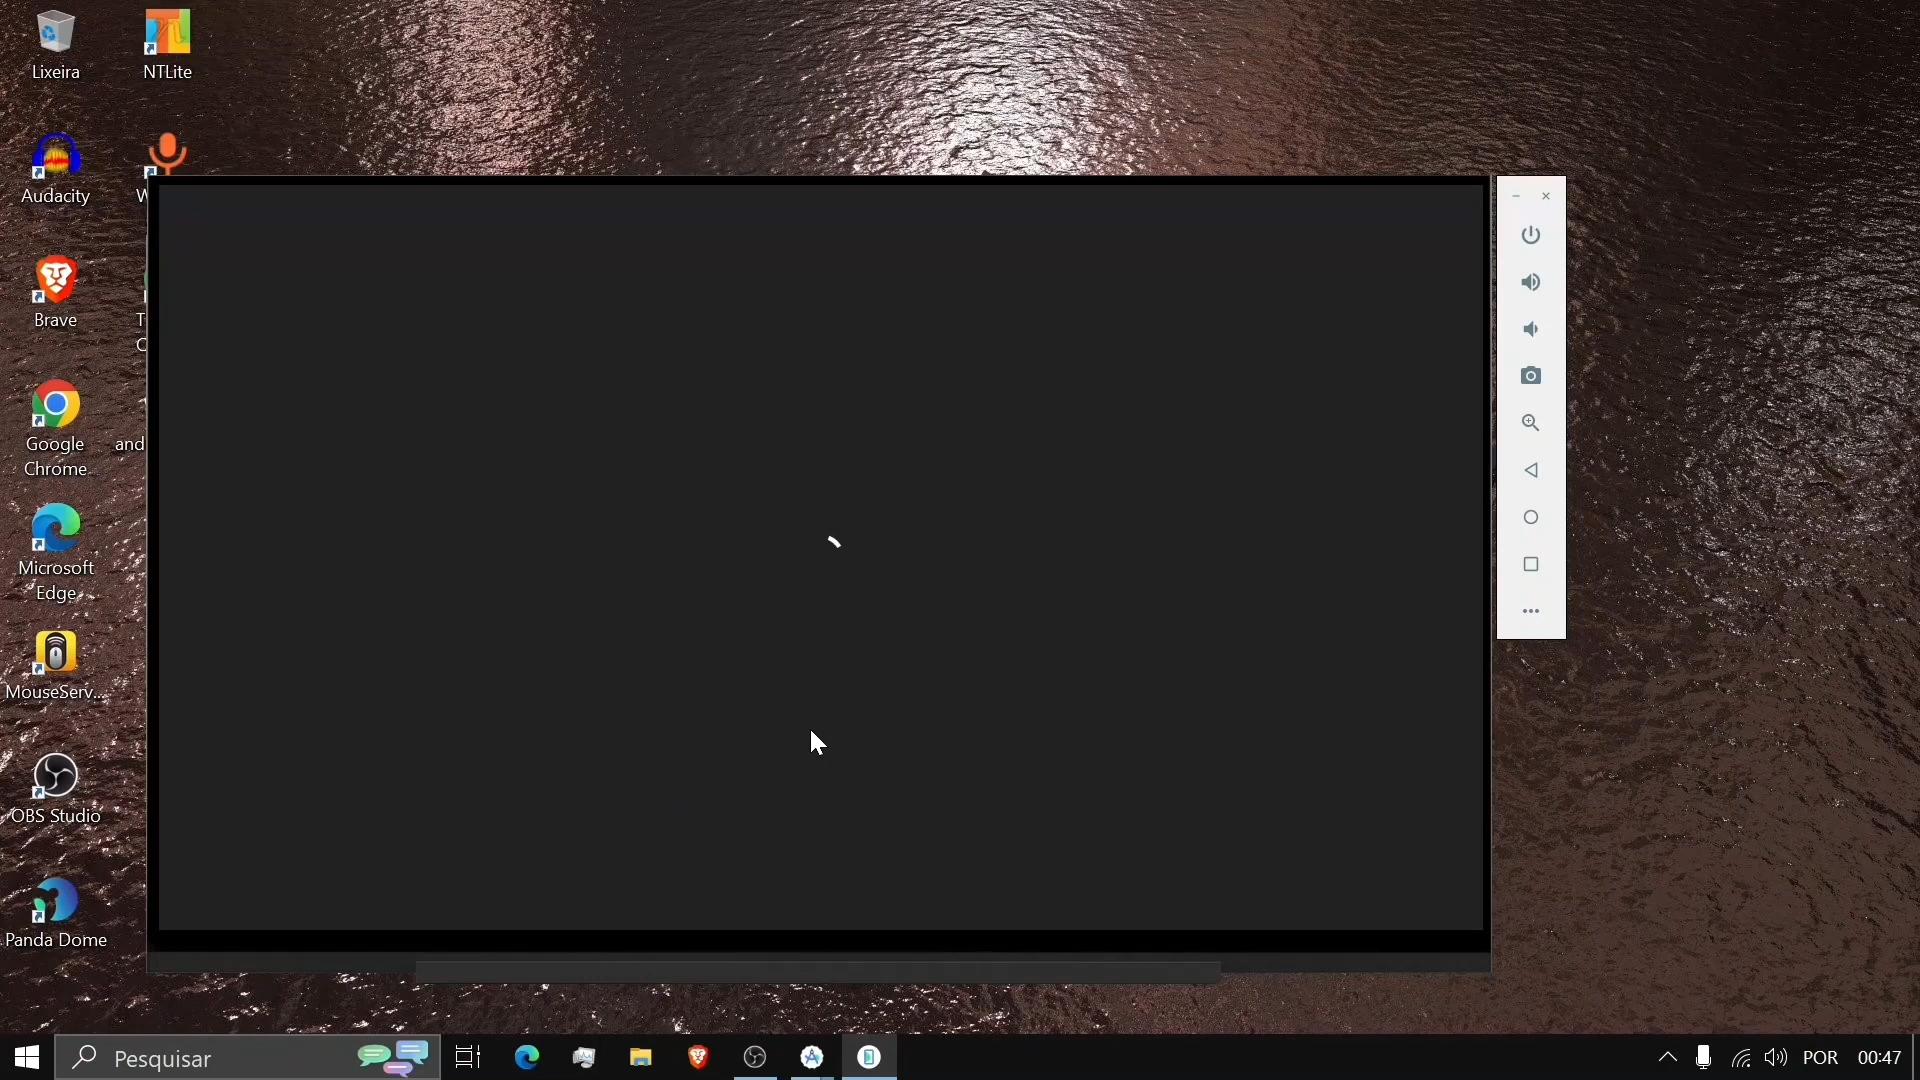 Lixeira
NTLite
Audacity
W
Brave
T
C
Google
Chrome
and
Microsoft
Edge
MouseServ...
OBS Studio
Panda Dome
Pesquisar
POR
00:47